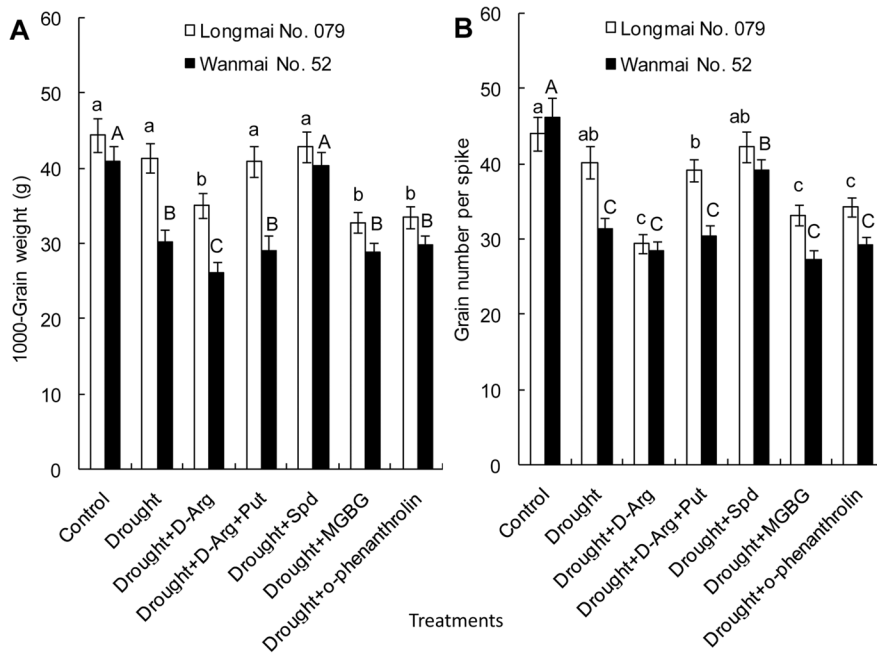 A
Longmai No. 079
Wanmai No. 52
1000-Grain weight (g)
60
50
40
30
20
10
0
a
A
a
B
b
C
a
B
a
A
b
B
b
B
Control
Drought
Drought+D-Arg
Drought+D-Arg+Put
Drought+Spd
Drought+MGBG
Drought+o-phenanthrolin
B
Longmai No. 079
Wanmai No. 52
Grain number per spike
60
50
40
30
20
10
0
a
A
ab
C
c
C
b
C
ab
B
c
C
c
C
Control
Drought
Drought+D-Arg
Drought+D-Arg+Put
Drought+Spd
Drought+MGBG
Drought+o-phenanthrolin
Treatments